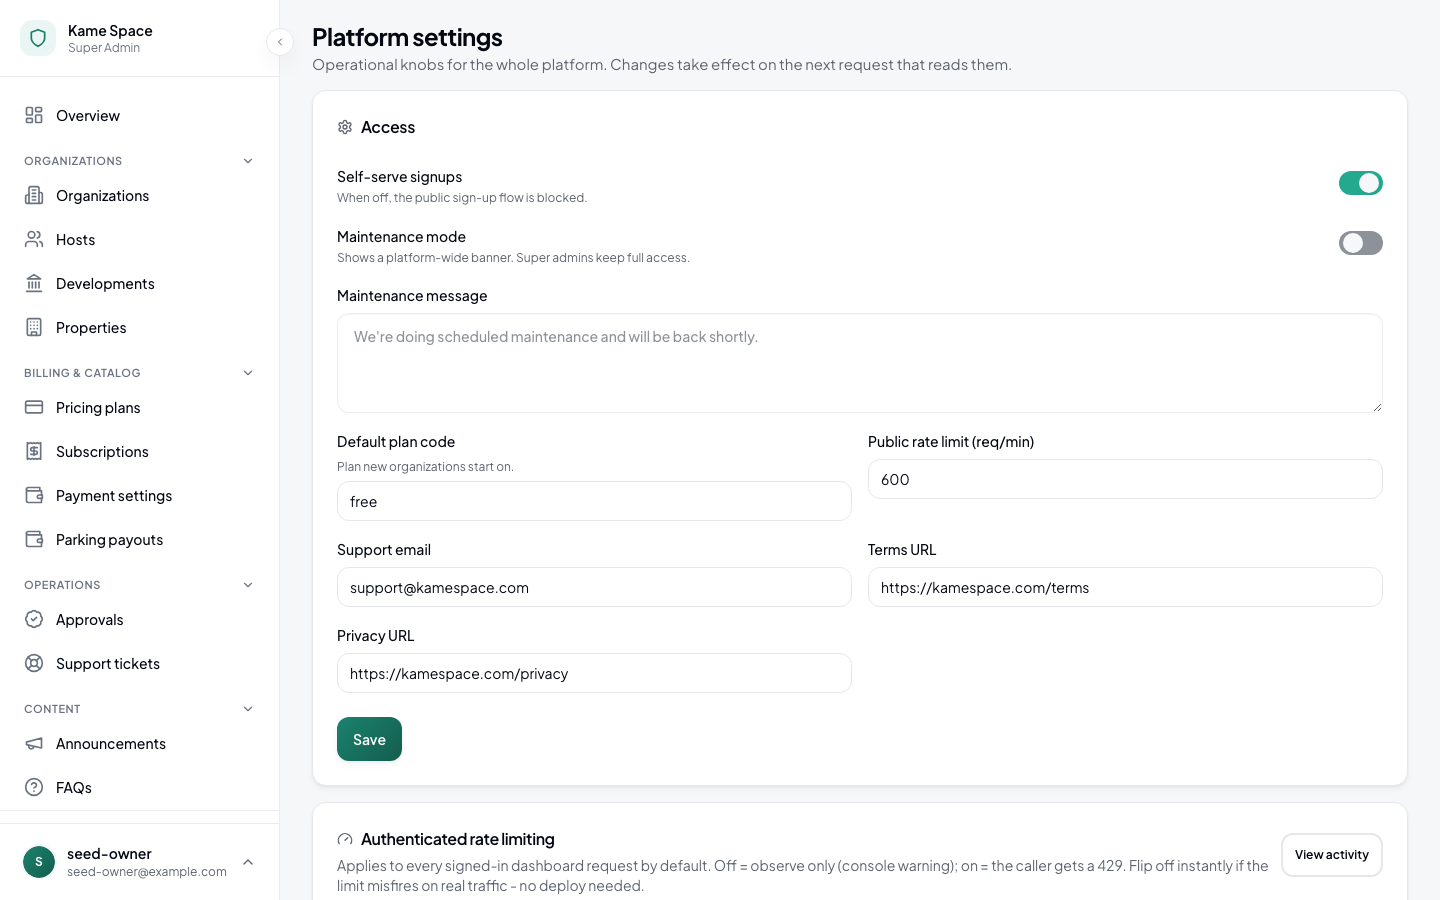 Kame Space
Super Admin
Overview
ORGANIZATIONS
Organizations
Hosts
Developments
Properties
BILLING & CATALOG
Pricing plans
Subscriptions
Payment settings
Parking payouts
OPERATIONS
Approvals
Support tickets
CONTENT
Announcements
FAQs
S
seed-owner
seed-owner@example.com
Platform settings
Operational knobs for the whole platform. Changes take effect on the next request that reads them.
Access
Self-serve signups
When off, the public sign-up flow is blocked.
Maintenance mode
Shows a platform-wide banner. Super admins keep full access.
Maintenance message
We're doing scheduled maintenance and will be back shortly.
Default plan code
Plan new organizations start on.
free
Public rate limit (req/min)
600
Support email
support@kamespace.com
Terms URL
https://kamespace.com/terms
Privacy URL
https://kamespace.com/privacy
Save
Authenticated rate limiting
Applies to every signed-in dashboard request by default. Off = observe only (console warning); on = the caller gets a 429. Flip off instantly if the
limit misfires on real traffic - no deploy needed.
View activity